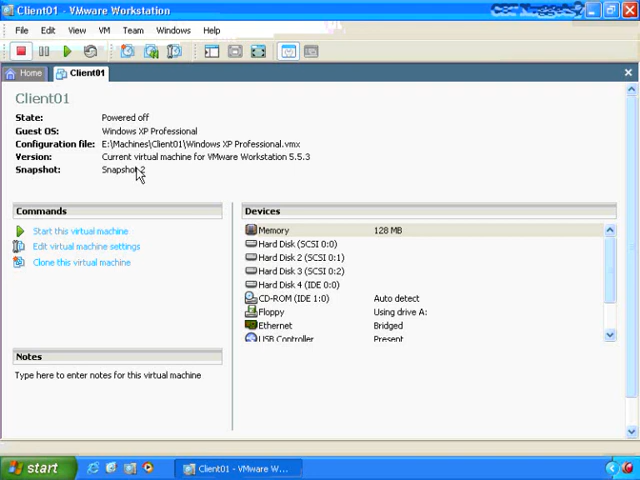 Client01 - VMware Workstation
CBT Nuggets
File Edit View VM Team Windows Help
Home Client01
Client01
State: Powered off
Guest OS: Windows XP Professional
Configuration file: E:\Machines\Client01\Windows XP Professional.vmx
Version: Current virtual machine for VMware Workstation 5.5.3
Snapshot: Snapshot 2
Commands
Start this virtual machine
Edit virtual machine settings
Clone this virtual machine
Devices
Memory 128 MB
Hard Disk (SCSI 0:0)
Hard Disk 2 (SCSI 0:1)
Hard Disk 3 (SCSI 0:2)
Hard Disk 4 (IDE 0:0)
CD-ROM (IDE 1:0) Auto detect
Floppy Using drive A:
Ethernet Bridged
USB Controller Present
Notes
Type here to enter notes for this virtual machine
start
Client01 - VMware W...